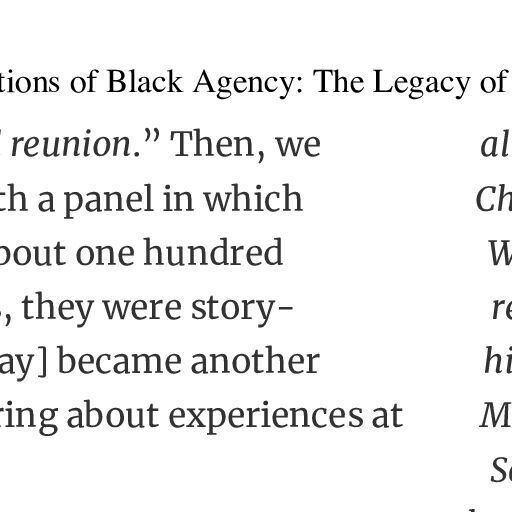 tions of Black Agency: The Legacy of
reunion.” Then, we
th a panel in which
bout one hundred
, they were story-
ay] became another
ring about experiences at
al
Ch
W
re
hi
M
Sc